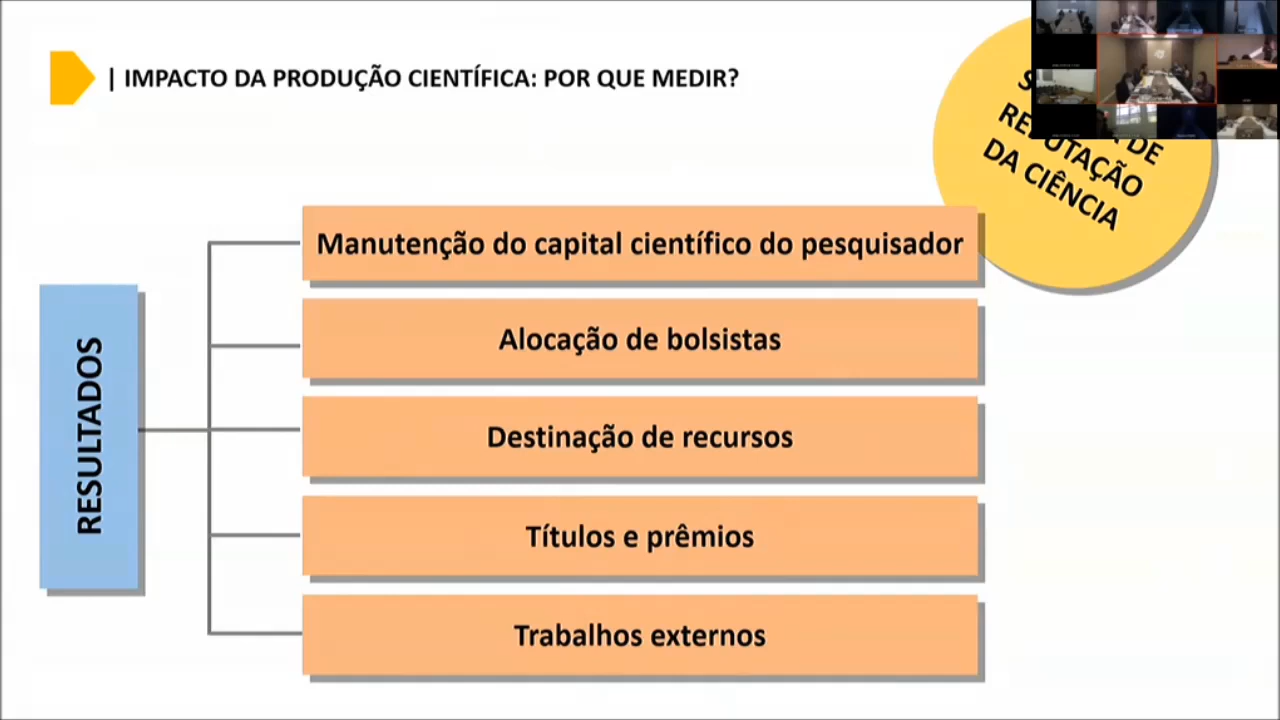 | IMPACTO DA PRODUÇÃO CIENTÍFICA: POR QUE MEDIR?
DE
REPUTAÇÃO
DA CIÊNCIA
RESULTADOS
Manutenção do capital científico do pesquisador
Alocação de bolsistas
Destinação de recursos
Títulos e prêmios
Trabalhos externos